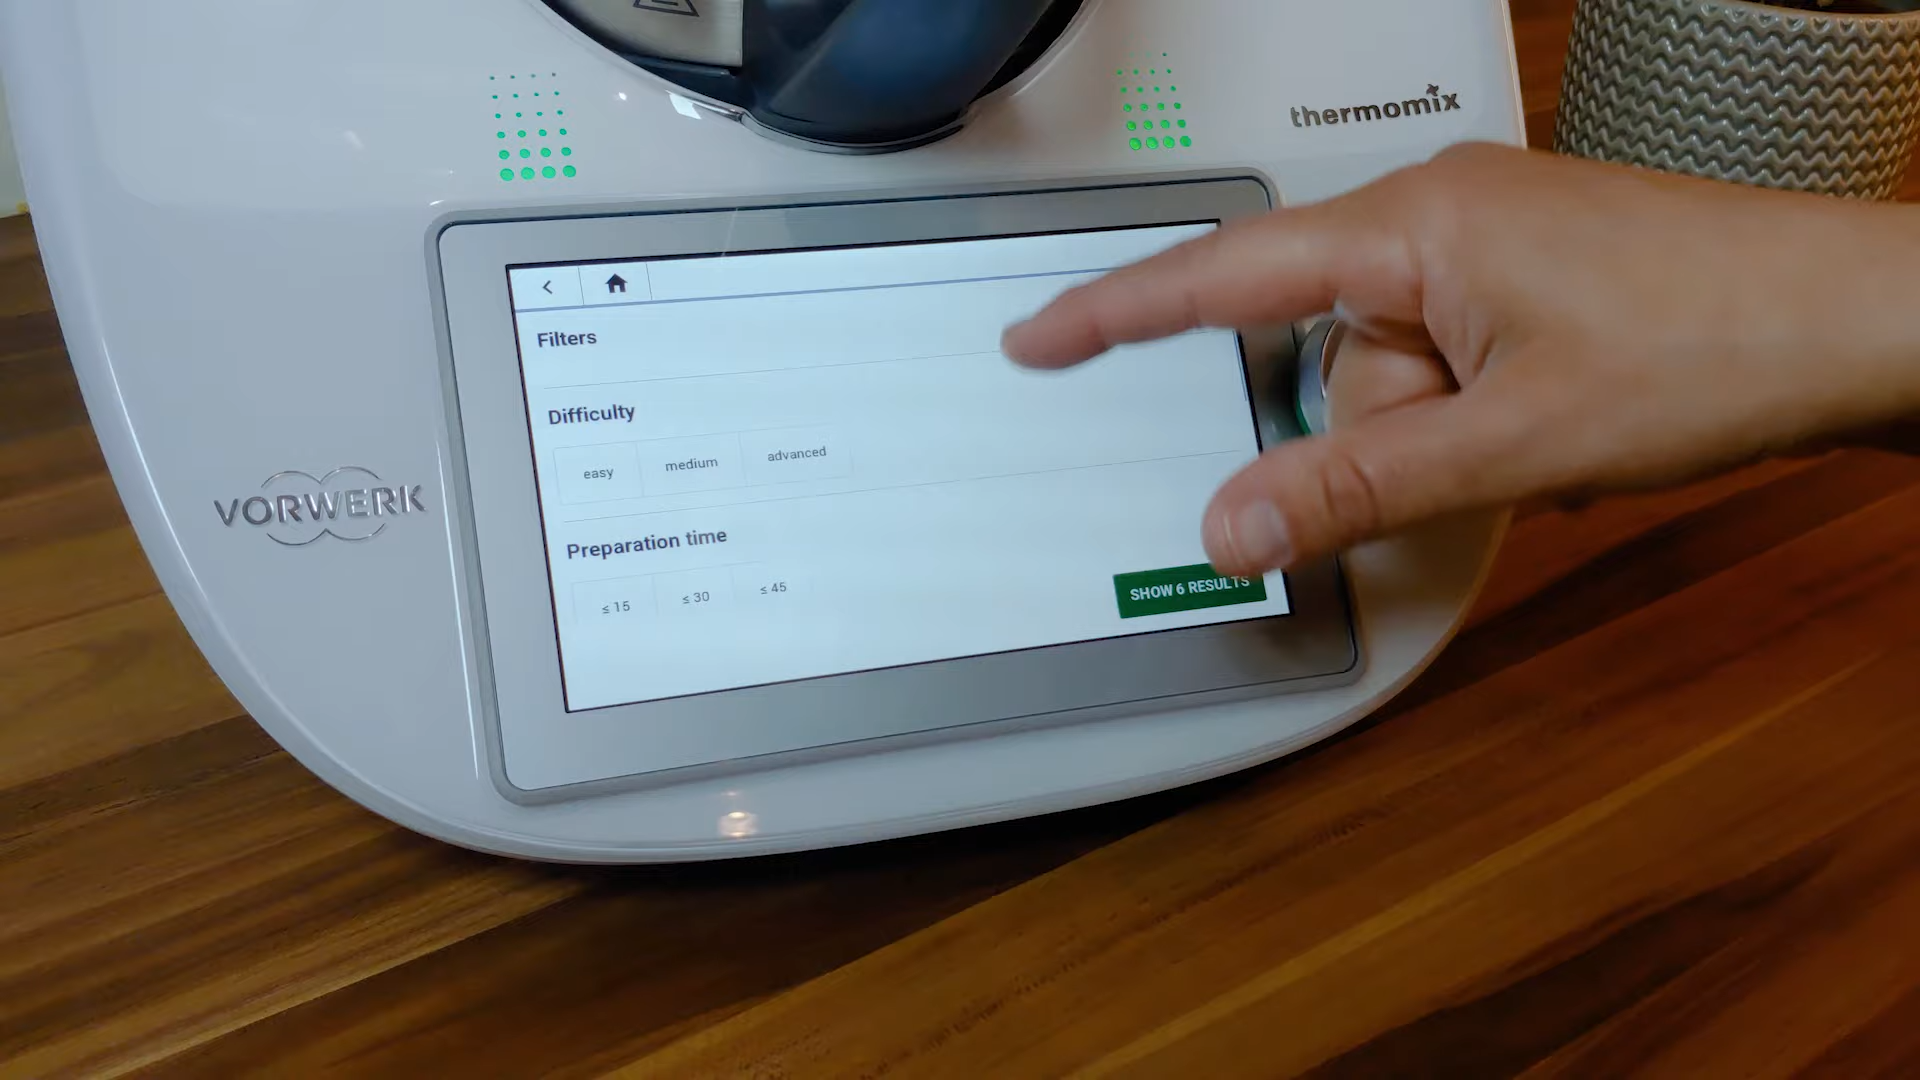 thermomix
Filters
Difficulty
easy medium advanced
VORWERK
Preparation time
≤ 15 ≤ 30 ≤ 45
SHOW 6 RESULTS